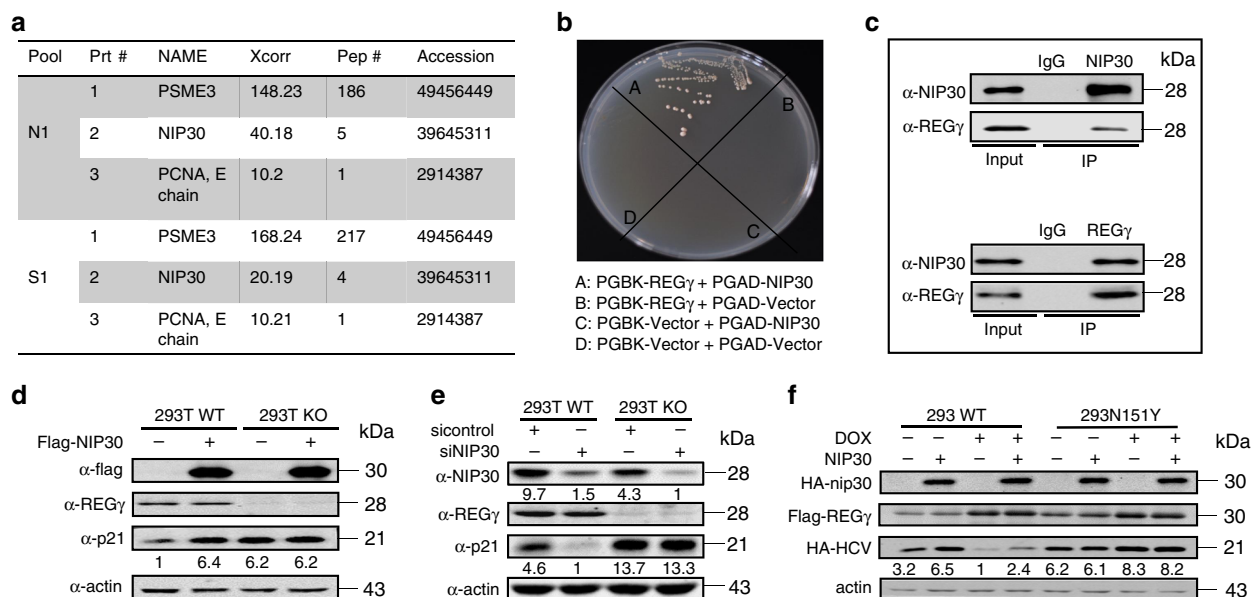 a
Pool Prt # NAME Xcorr Pep # Accession
N1
1 PSME3 148.23 186 49456449
2 NIP30 40.18 5 39645311
3 PCNA, E chain 10.2 1 2914387
S1
1 PSME3 168.24 217 49456449
2 NIP30 20.19 4 39645311
3 PCNA, E chain 10.21 1 2914387
b
A
B
D
C
A: PGBK-REGγ + PGAD-NIP30
B: PGBK-REGγ + PGAD-Vector
C: PGBK-Vector + PGAD-NIP30
D: PGBK-Vector + PGAD-Vector
c
IgG NIP30 kDa
α-NIP30 28
α-REGγ 28
Input IP
IgG REGγ
α-NIP30 28
α-REGγ 28
Input IP
d
293T WT 293T KO
Flag-NIP30 – + – + kDa
α-flag 30
α-REGγ 28
α-p21 21
1 6.4 6.2 6.2
α-actin 43
e
293T WT 293T KO
sicontrol + – + – kDa
siNIP30 – + – +
α-NIP30 28
9.7 1.5 4.3 1
α-REGγ 28
α-p21 21
4.6 1 13.7 13.3
α-actin 43
f
293 WT 293N151Y
DOX – – + + – – + + kDa
NIP30 – + – + – + – +
HA-nip30 30
Flag-REGγ 30
HA-HCV 21
3.2 6.5 1 2.4 6.2 6.1 8.3 8.2
actin 43